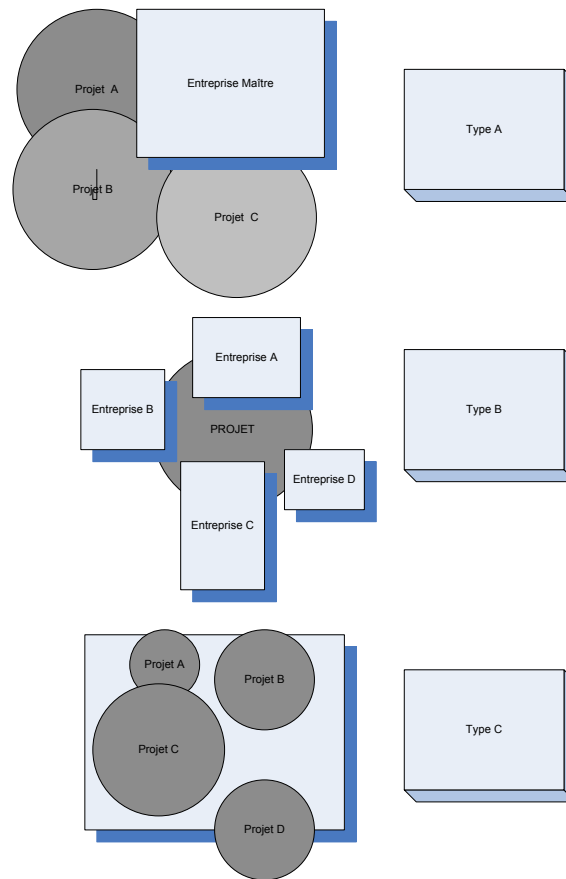 Projet A
Entreprise Maître
Type A
Projet B
Projet C
Entreprise A
Type B
Entreprise B
PROJET
Entreprise D
Entreprise C
Projet A
Projet B
Type C
Projet C
Projet D